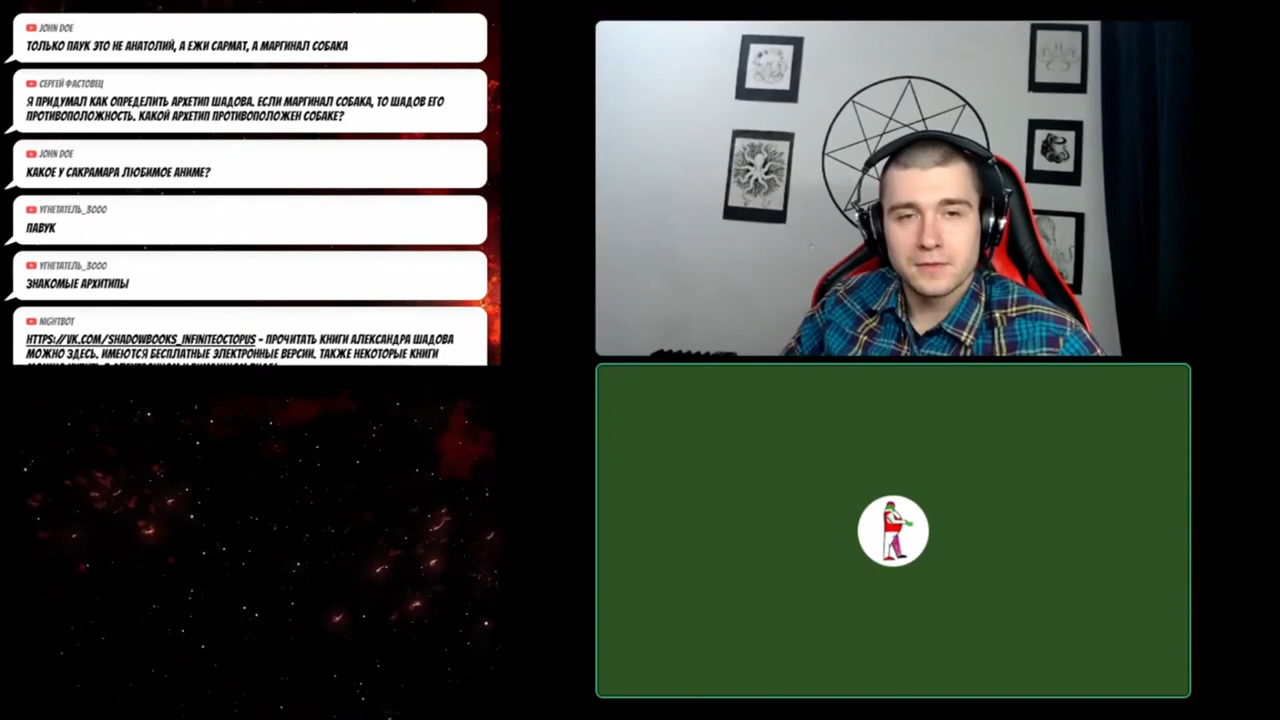 JOHN DOE
ТОЛЬКО ПАУК ЭТО НЕ АНАТОЛИЙ, А ЕЖИ САРМАТ, А МАРГИНАЛ СОБАКА
СЕРГЕЙ ФАСТОВЕЦ
Я ПРИДУМАЛ КАК ОПРЕДЕЛИТЬ АРХЕТИП ШАДОВА. ЕСЛИ МАРГИНАЛ СОБАКА, ТО ШАДОВ ЕГО
ПРОТИВОПОЛОЖНОСТЬ. КАКОЙ АРХЕТИП ПРОТИВОПОЛОЖЕН СОБАКЕ?
JOHN DOE
КАКОЕ У САКРАМАРА ЛЮБИМОЕ АНИМЕ?
УГНЕТАТЕЛЬ_3000
ПАВУК
УГНЕТАТЕЛЬ_3000
ЗНАКОМЫЕ АРХИТИПЫ
NIGHTBOT
HTTPS://VK.COM/SHADOWBOOKS_INFINITEOCTOPUS - ПРОЧИТАТЬ КНИГИ АЛЕКСАНДРА ШАДОВА
МОЖНО ЗДЕСЬ. ИМЕЮТСЯ БЕСПЛАТНЫЕ ЭЛЕКТРОННЫЕ ВЕРСИИ. ТАКЖЕ НЕКОТОРЫЕ КНИГИ